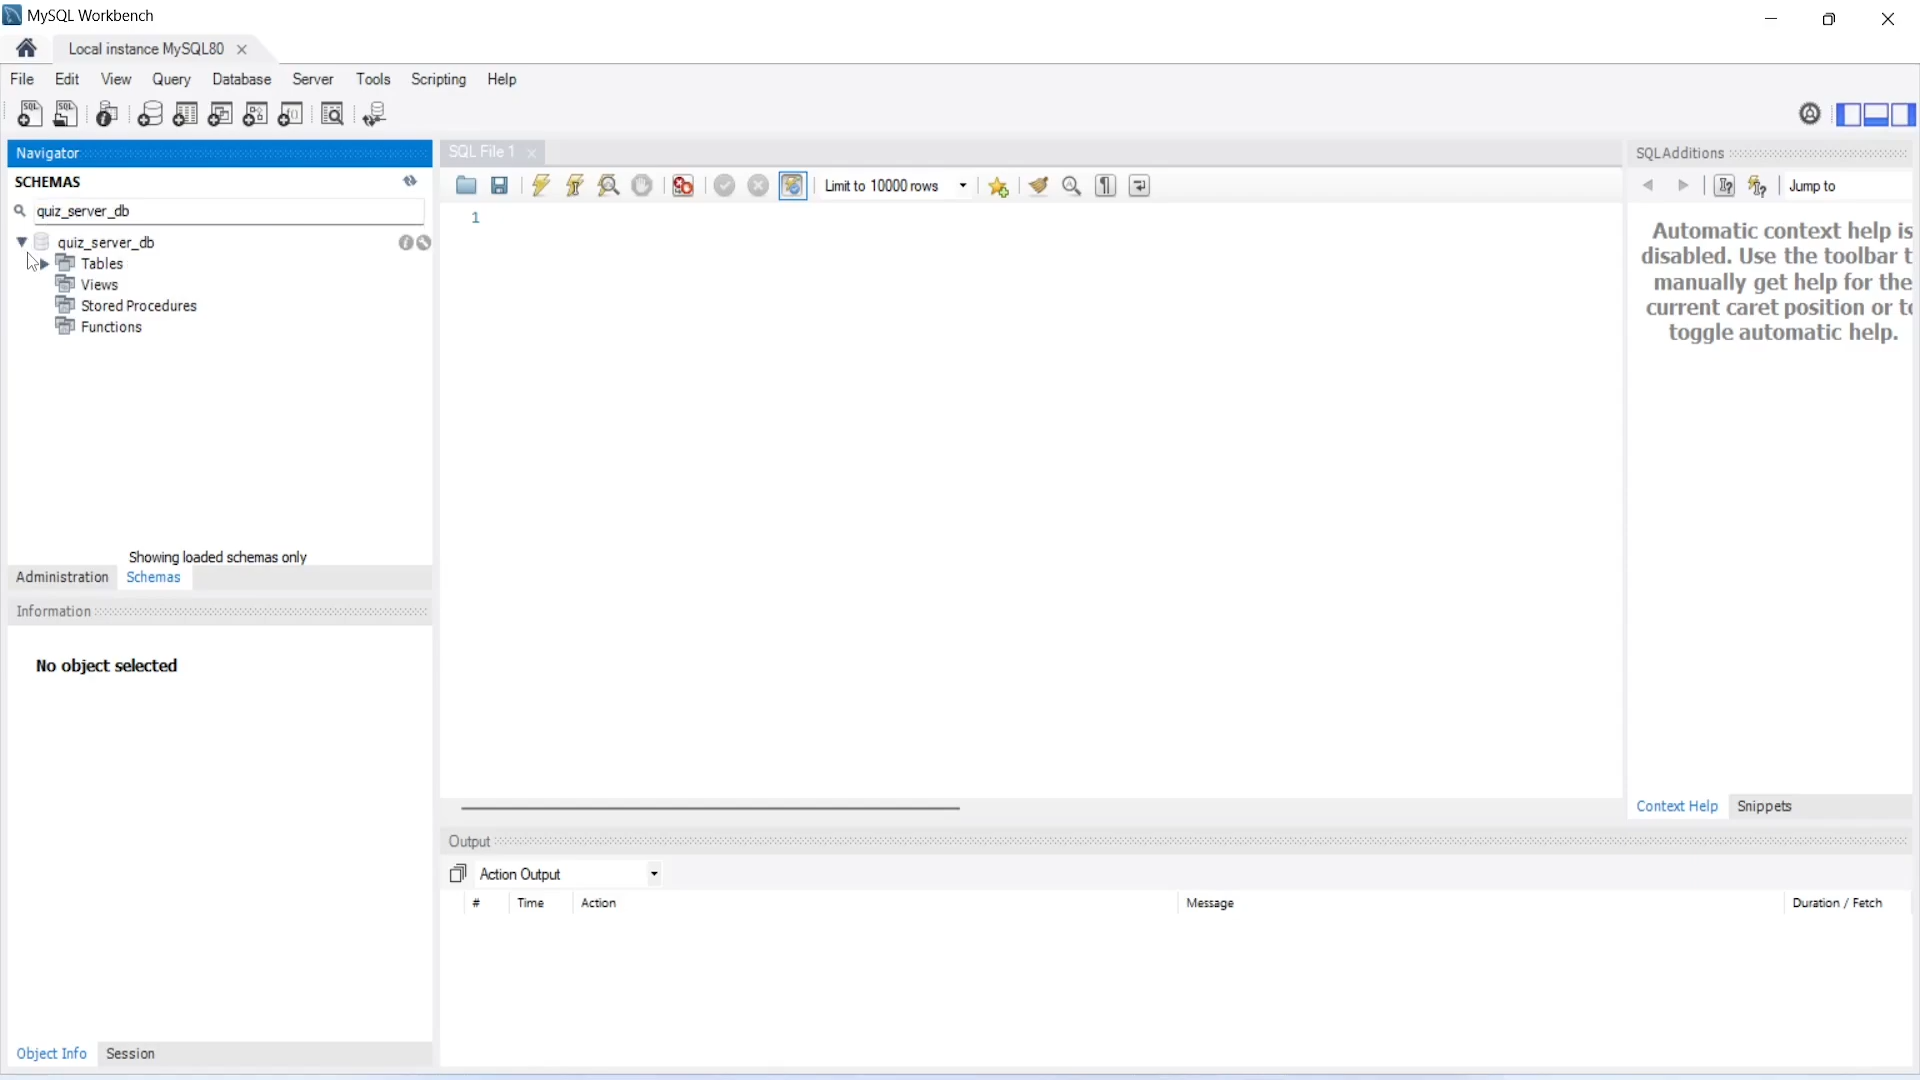 MySQL Workbench
Local instance MySQL80
File Edit View Query Database Server Tools Scripting Help
Navigator
SCHEMAS
quiz_server_db
quiz_server_db
Tables
Views
Stored Procedures
Functions
Showing loaded schemas only
Administration Schemas
Information
No object selected
Object Info Session
SQL File 1
Limit to 10000 rows
1
Output
Action Output
# Time Action Message Duration / Fetch
SQLAdditions
Jump to
Automatic context help is
disabled. Use the toolbar t
manually get help for the
current caret position or to
toggle automatic help.
Context Help Snippets